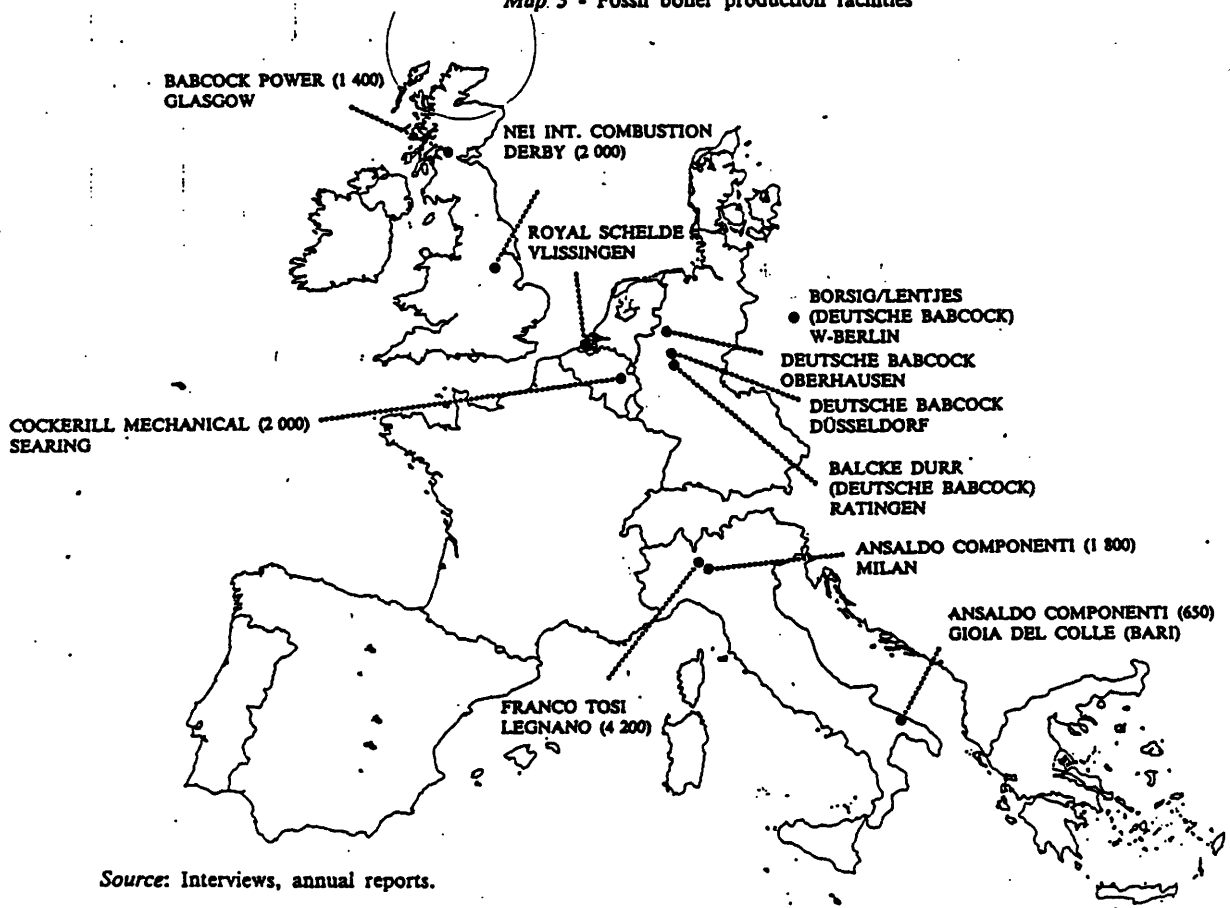 Map 3 - Fossil boiler production facilities
BABCOCK POWER (1 400)
GLASGOW
NEI INT. COMBUSTION
DERBY (2 000)
ROYAL SCHELDE
VLISSINGEN
BORSIG/LENTJES
(DEUTSCHE BABCOCK)
W-BERLIN
DEUTSCHE BABCOCK
OBERHAUSEN
DEUTSCHE BABCOCK
DÜSSELDORF
COCKERILL MECHANICAL (2 000)
SEARING
BALCKE DURR
(DEUTSCHE BABCOCK)
RATINGEN
ANSALDO COMPONENTI (1 800)
MILAN
ANSALDO COMPONENTI (650)
GIOIA DEL COLLE (BARI)
FRANCO TOSI
LEGNANO (4 200)
Source: Interviews, annual reports.